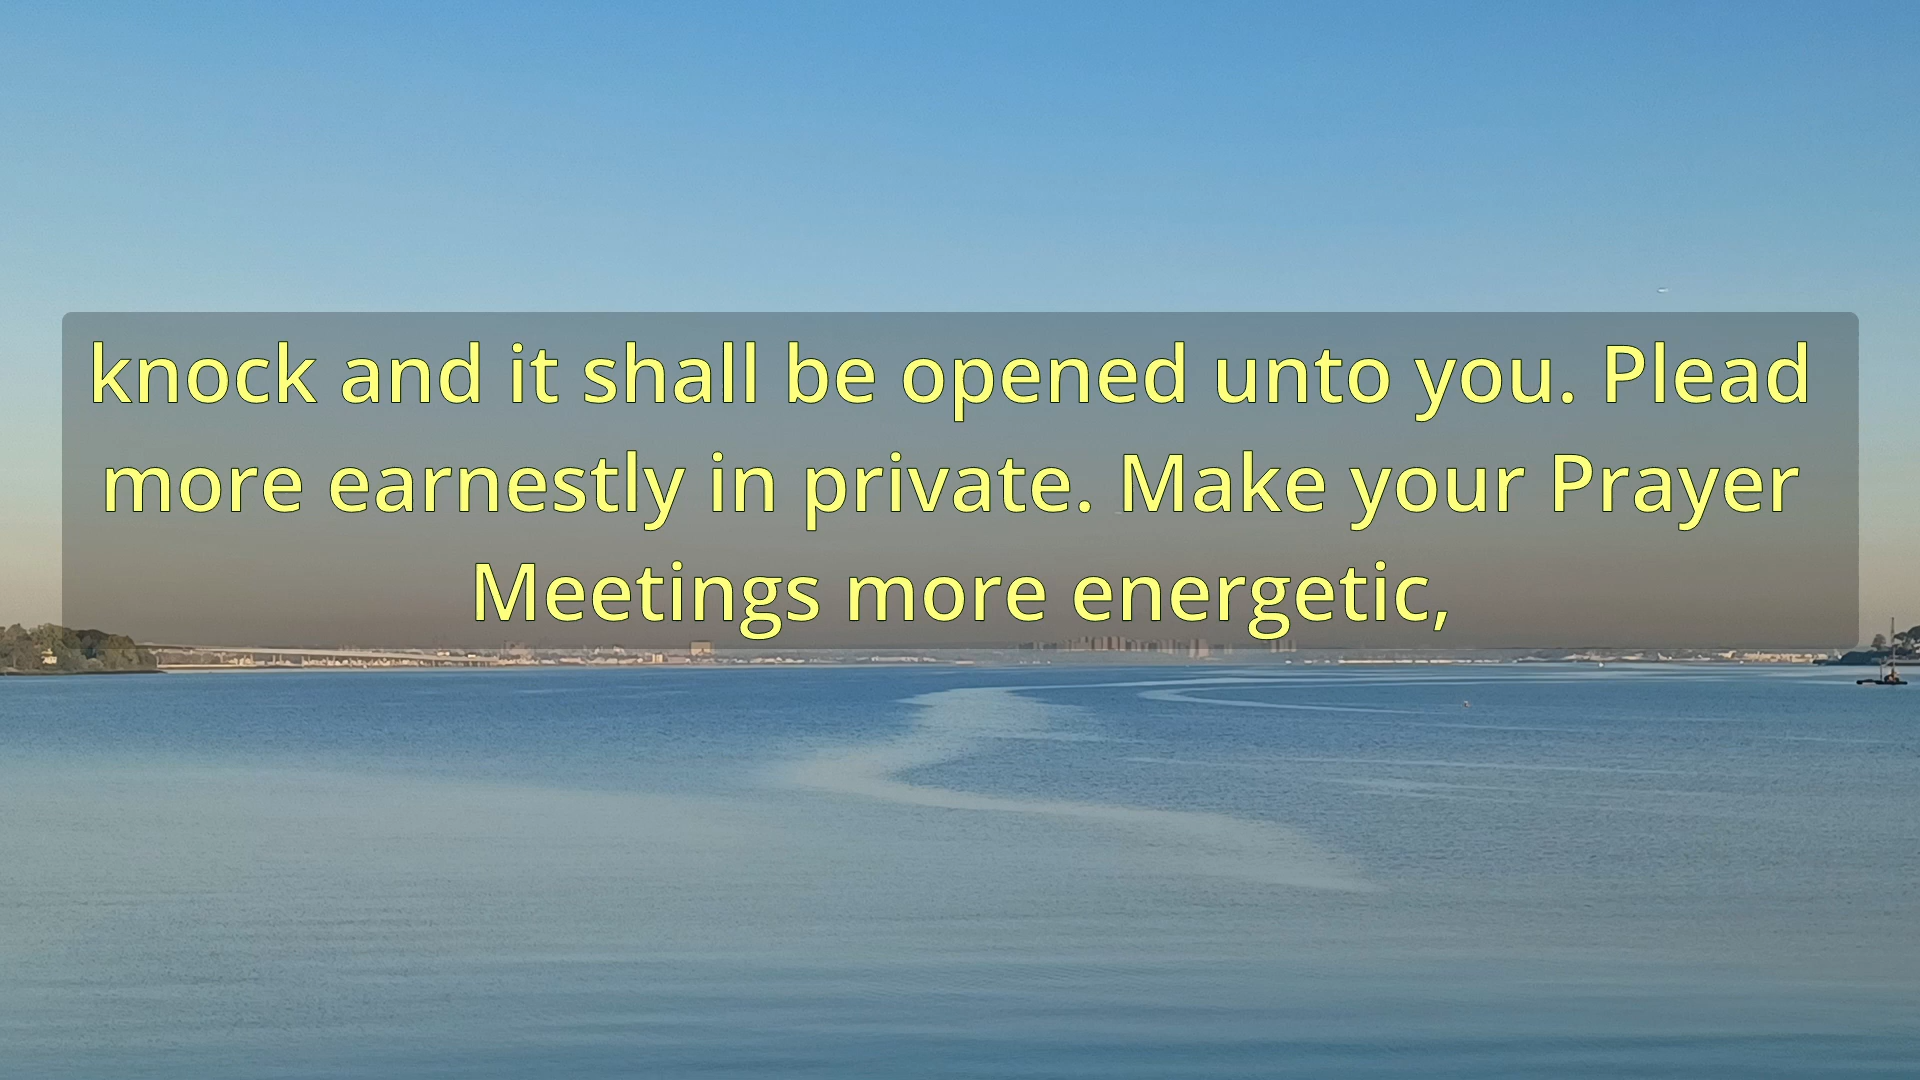 knock and it shall be opened unto you. Plead
more earnestly in private. Make your Prayer
Meetings more energetic,